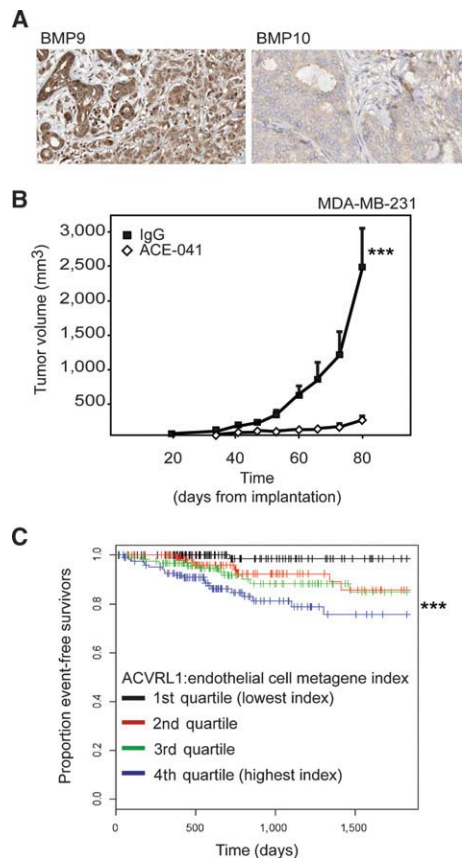 A
BMP9
BMP10
B
MDA-MB-231
IgG
ACE-041
***
Tumor volume (mm3)
3,000
2,500
2,000
1,500
1,000
500
20
40
60
80
Time
(days from implantation)
C
Proportion event-free survivors
1.0
0.8
0.6
0.4
0.2
0.0
***
ACVRL1:endothelial cell metagene index
1st quartile (lowest index)
2nd quartile
3rd quartile
4th quartile (highest index)
0
500
1,000
1,500
Time (days)